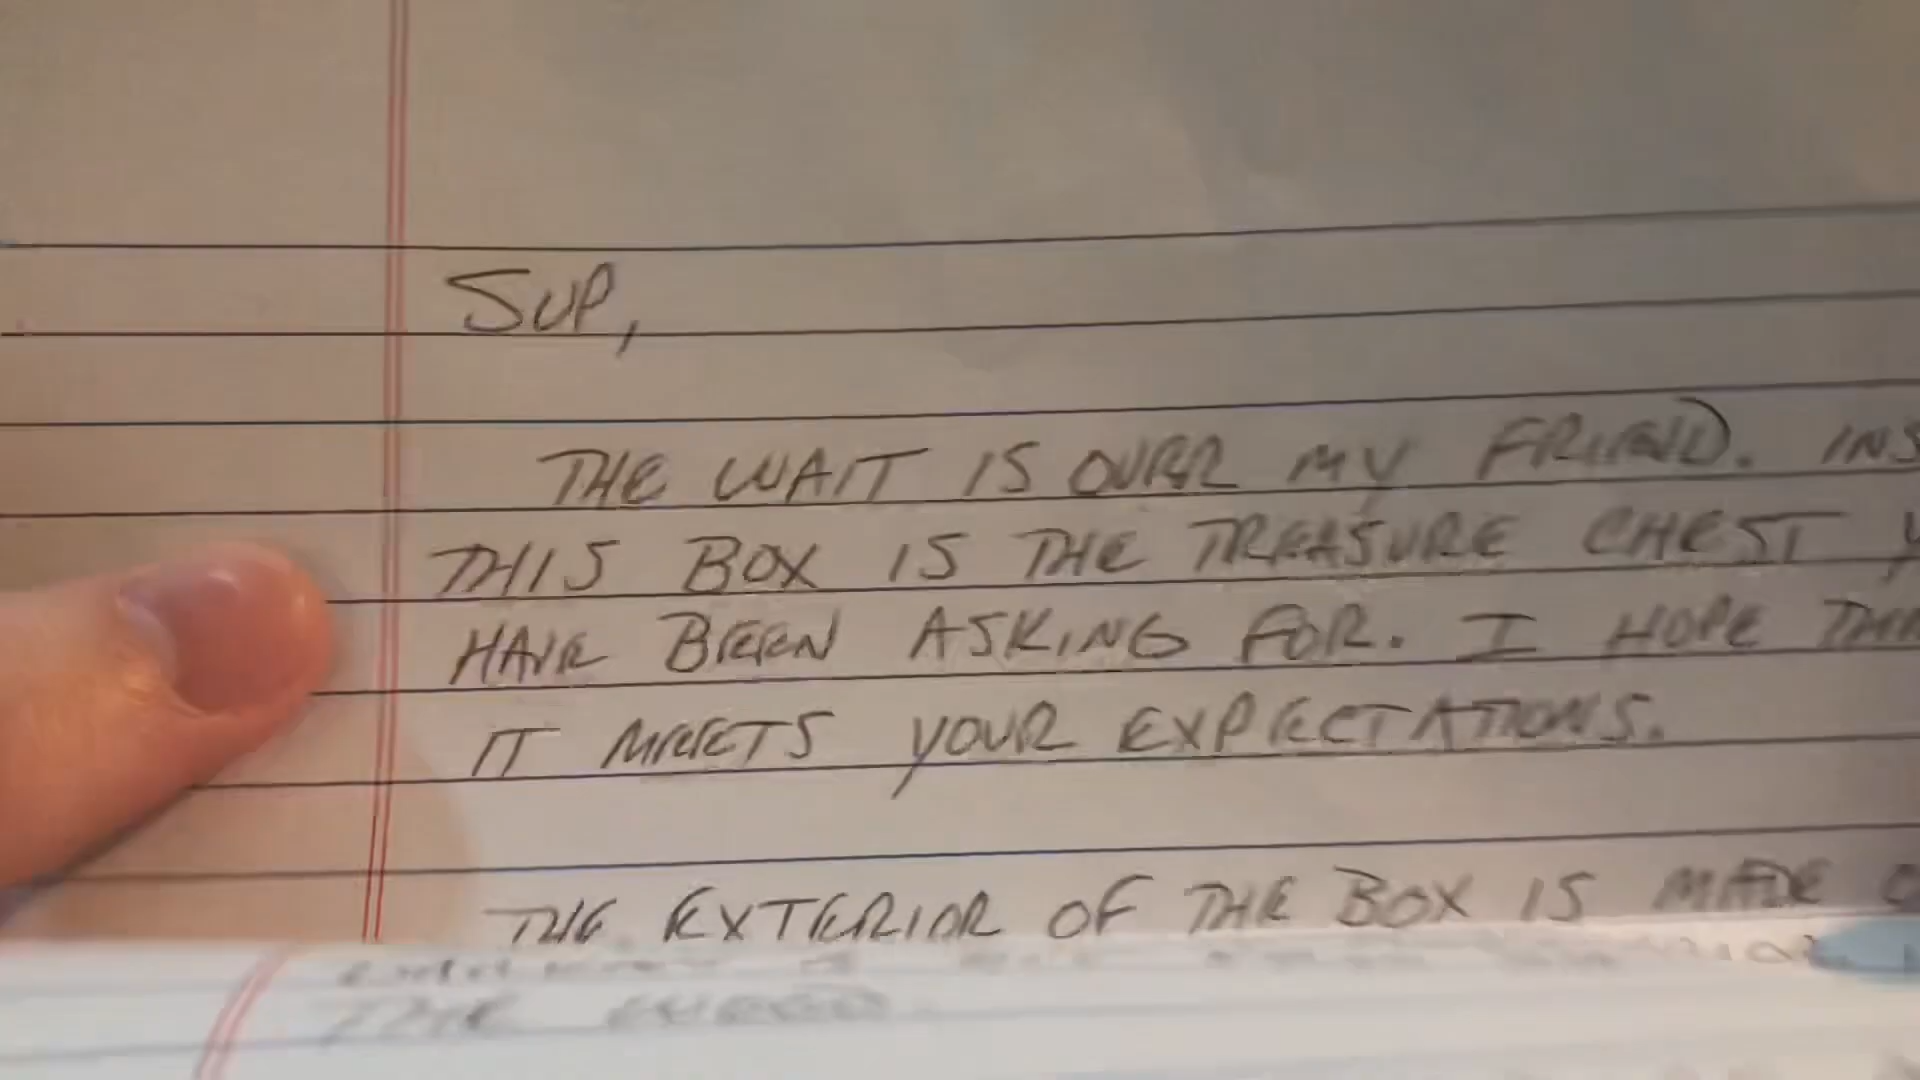 SUP,
THE WAIT IS OVER MY FRIEND. INS
THIS BOX IS THE TREASURE CHEST Y
HAVE BEEN ASKING FOR. I HOPE
IT MEETS YOUR EXPECTATIONS.
THE EXTERIOR OF THE BOX IS MADE
THE